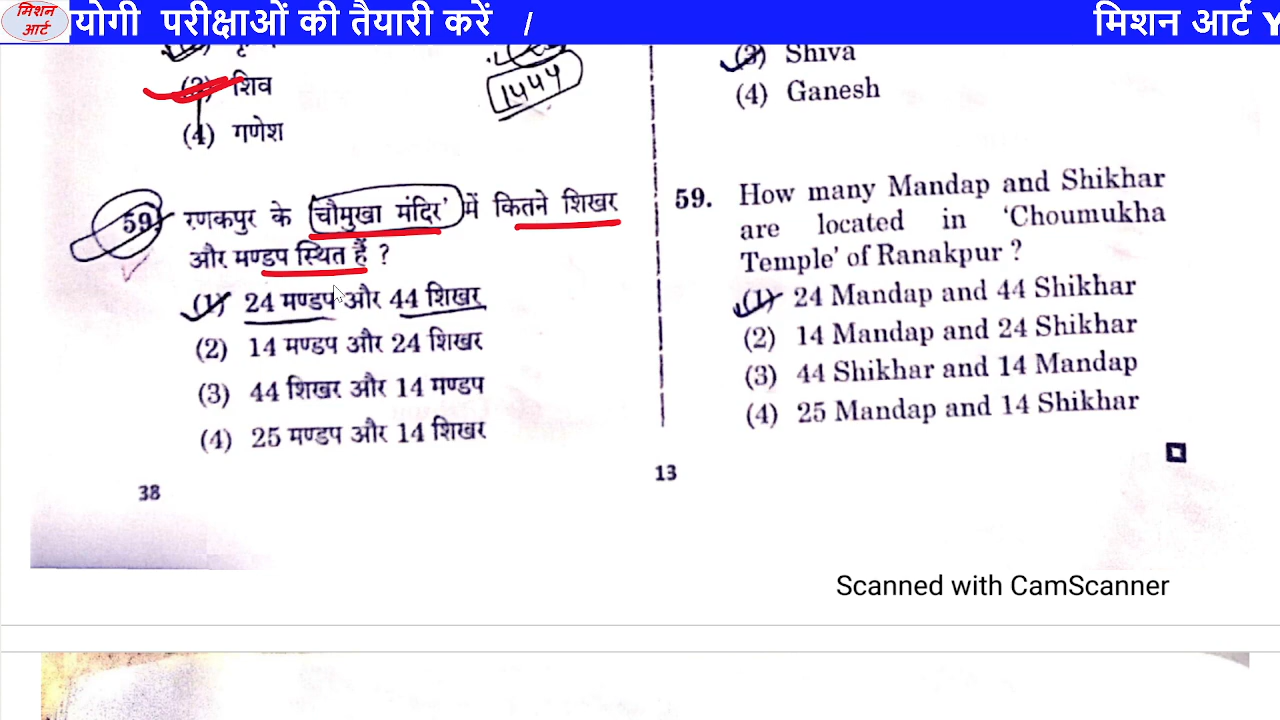 मिशन
आर्ट
योगी परीक्षाओं की तैयारी करें / मिशन आर्ट Y
शिव
(4) गणेश
1444
59. रणकपुर के 'चौमुखा मंदिर' में कितने शिखर
और मण्डप स्थित हैं ?
(1) 24 मण्डप और 44 शिखर
(2) 14 मण्डप और 24 शिखर
(3) 44 शिखर और 14 मण्डप
(4) 25 मण्डप और 14 शिखर
38
(3) Shiva
(4) Ganesh
59. How many Mandap and Shikhar
are located in 'Choumukha
Temple' of Ranakpur ?
(1) 24 Mandap and 44 Shikhar
(2) 14 Mandap and 24 Shikhar
(3) 44 Shikhar and 14 Mandap
(4) 25 Mandap and 14 Shikhar
13
Scanned with CamScanner